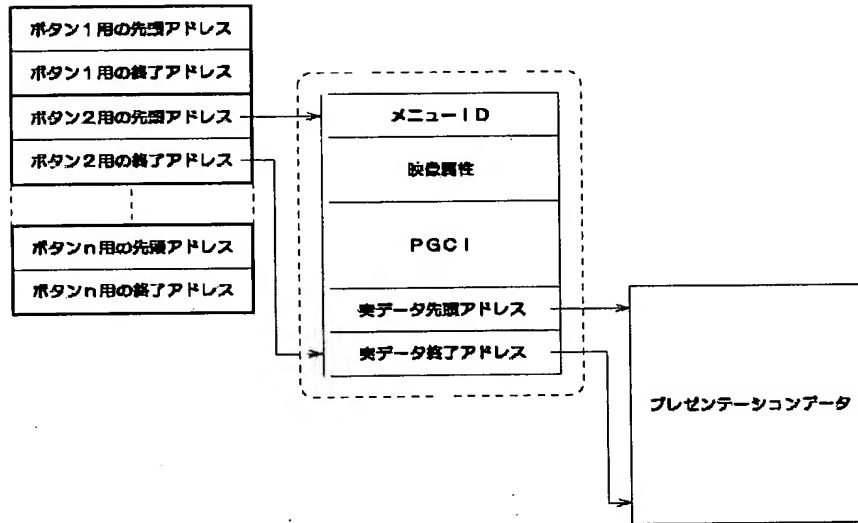 ボタン1用の先頭アドレス
ボタン1用の終了アドレス
ボタン2用の先頭アドレス
ボタン2用の終了アドレス
ボタンn用の先頭アドレス
ボタンn用の終了アドレス
メニューID
映像属性
PGCI
実データ先頭アドレス
実データ終了アドレス
プレゼンテーションデータ